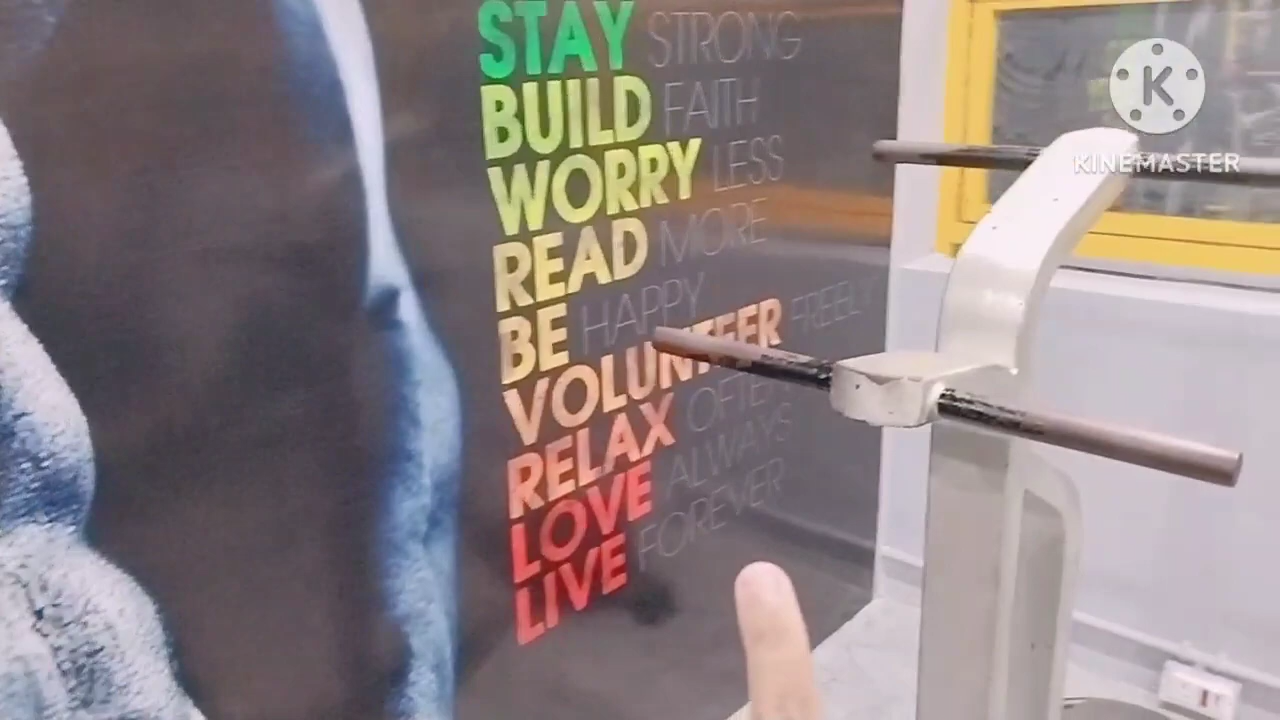 STAY STRONG
BUILD FAITH
WORRY LESS
READ MORE
BE HAPPY
VOLUNTEER FREELY
RELAX OFTEN
LOVE ALWAYS
LIVE FOREVER
K
KINEMASTER